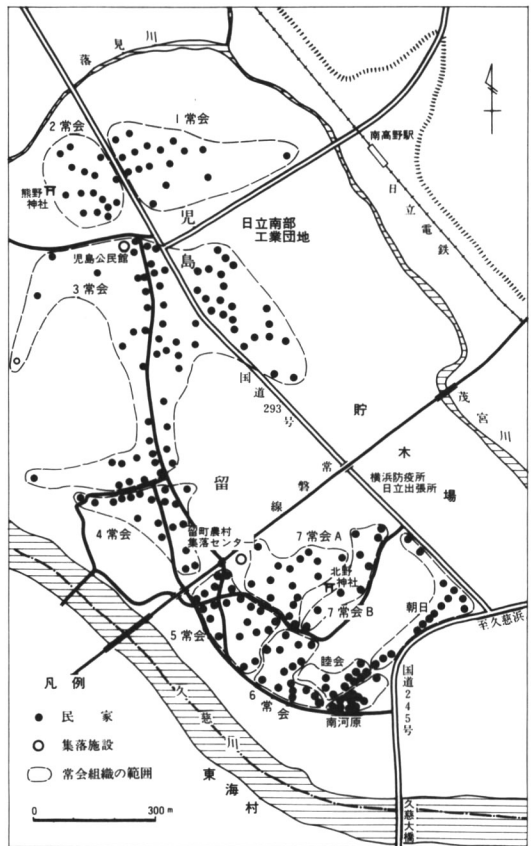 落見川
2常会
1常会
熊野
神社
児島
日立南部
工業団地
児島公民館
3常会
南高野駅
日立電鉄
国道
293号
貯木場
茂宮川
常磐線
横浜防疫所
日立出張所
留
4常会
留町農村
集落センター
7常会A
北野
神社
7常会B
朝日
至久慈浜
5常会
睦会
6常会
南河原
国道245号
久慈川
東海村
久慈大橋
凡例
民家
集落施設
常会組織の範囲
0 300m